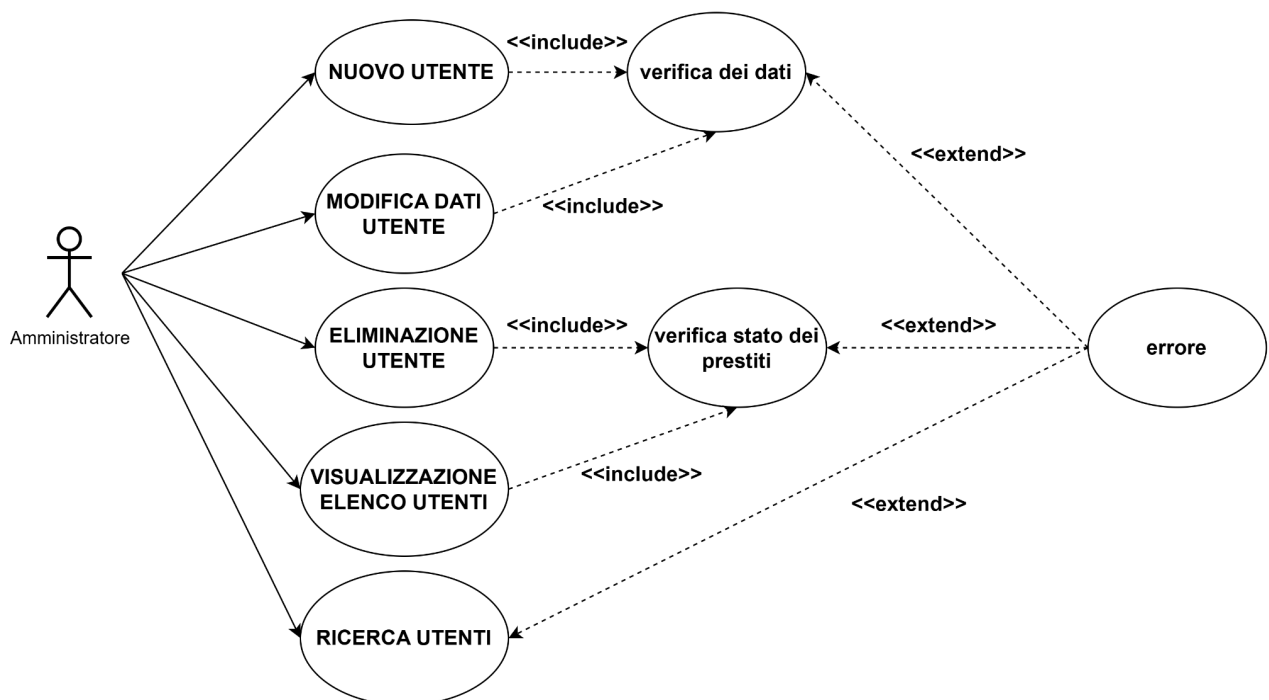 <<include>>
NUOVO UTENTE
verifica dei dati
<<extend>>
MODIFICA DATI
UTENTE
<<include>>
Amministratore
ELIMINAZIONE
UTENTE
<<include>>
verifica stato dei
prestiti
<<extend>>
errore
VISUALIZZAZIONE
ELENCO UTENTI
<<include>>
<<extend>>
RICERCA UTENTI